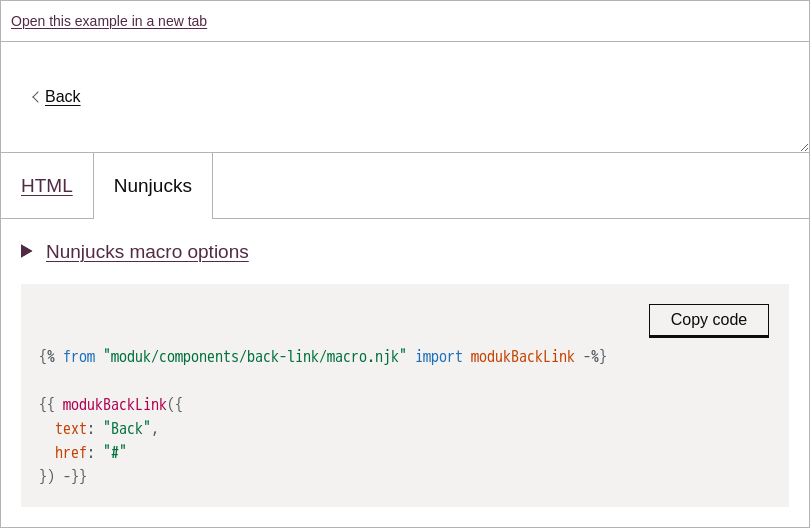 Open this example in a new tab
Back
HTML
Nunjucks
Nunjucks macro options
Copy code
{% from "moduk/components/back-link/macro.njk" import modukBackLink -%}
{{ modukBackLink({
  text: "Back",
  href: "#"
}) -}}